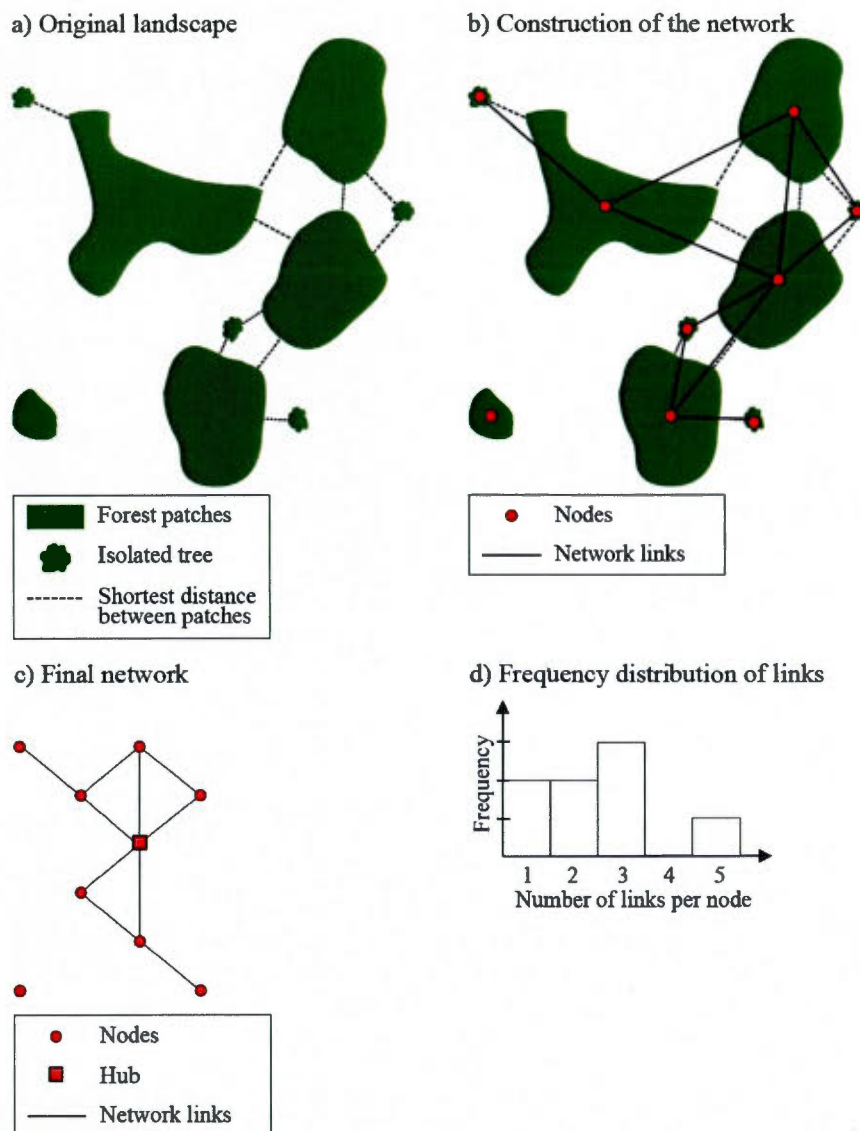 a) Original landscape
b) Construction of the network
Forest patches
Isolated tree
Shortest distance
between patches
Nodes
Network links
c) Final network
d) Frequency distribution of links
Frequency
1 2 3 4 5
Number of links per node
Nodes
Hub
Network links